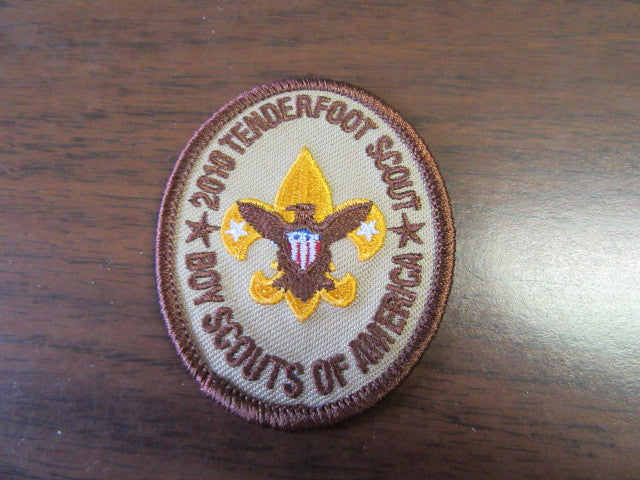 2010 TENDERFOOT SCOUT
BOY SCOUTS OF AMERICA